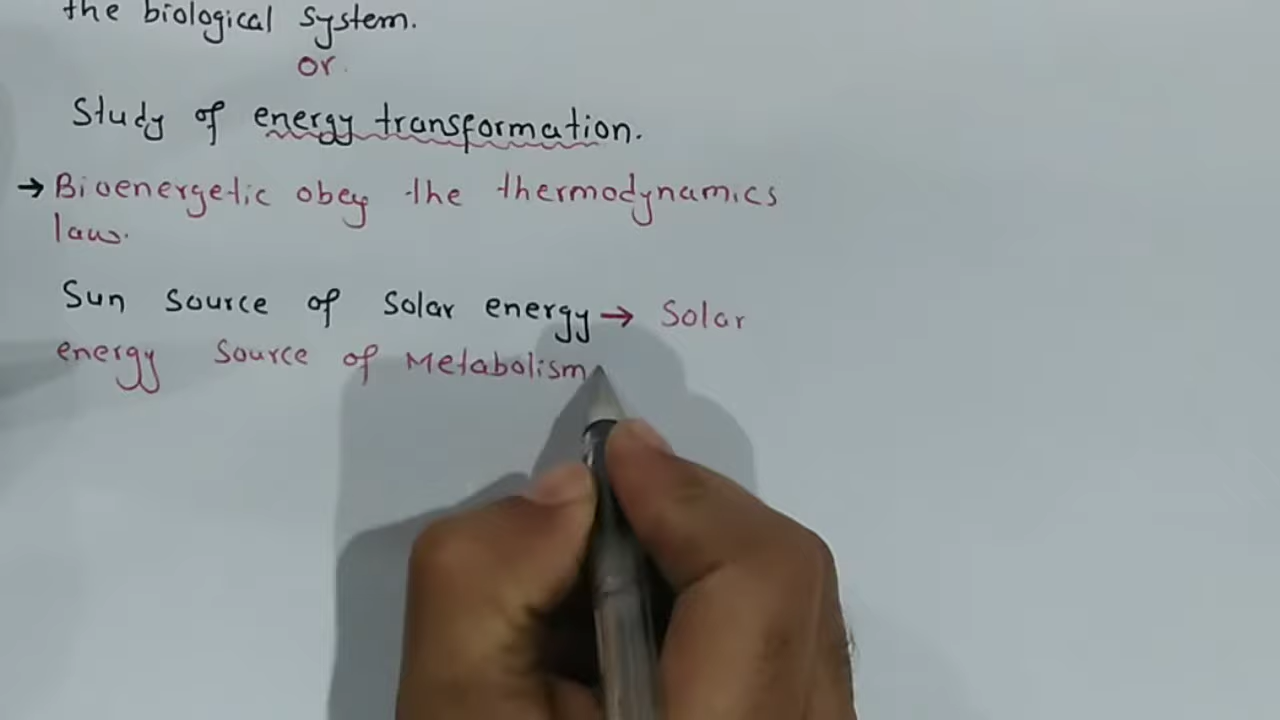 the biological system.
or
Study of energy transformation.
→ Bioenergetic obey the thermodynamics
law.
Sun source of solar energy → Solar
energy source of Metabolism